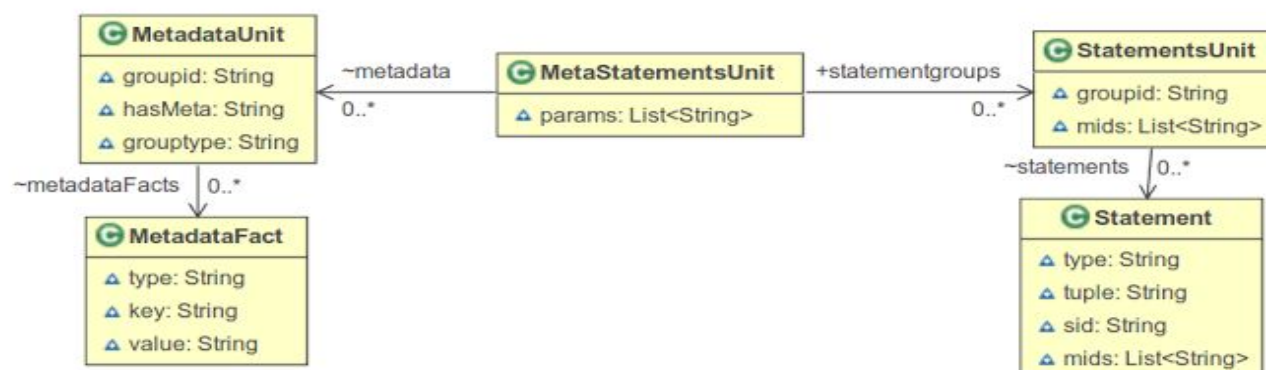 MetadataUnit
groupid: String
hasMeta: String
grouptype: String
~metadata
0..*
MetaStatementsUnit
params: List<String>
+statementgroups
0..*
StatementsUnit
groupid: String
mids: List<String>
~metadataFacts 0..*
~statements 0..*
MetadataFact
type: String
key: String
value: String
Statement
type: String
tuple: String
sid: String
mids: List<String>